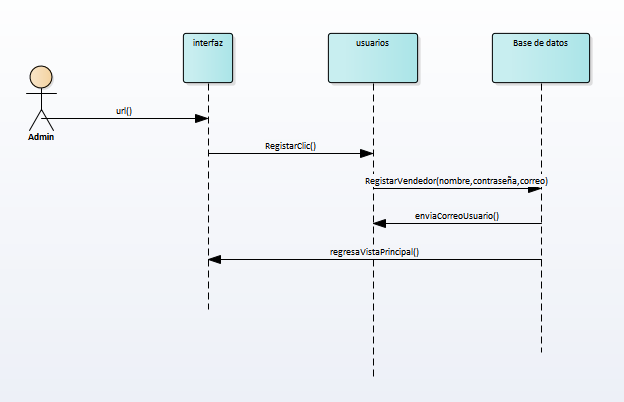 interfaz
usuarios
Base de datos
Admin
url()
RegistarClic()
RegistarVendedor(nombre,contraseña,correo)
enviaCorreoUsuario()
regresaVistaPrincipal()